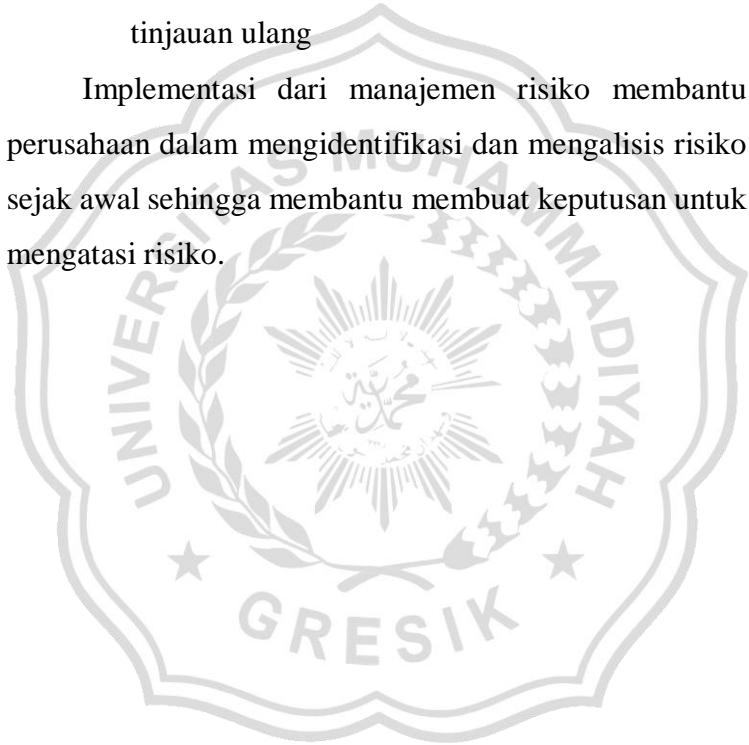 tinjauan ulang
Implementasi dari manajemen risiko membantu
perusahaan dalam mengidentifikasi dan mengalisis risiko
sejak awal sehingga membantu membuat keputusan untuk
mengatasi risiko.
UNIVERSITAS MUHAMMADIYAH
GRESIK